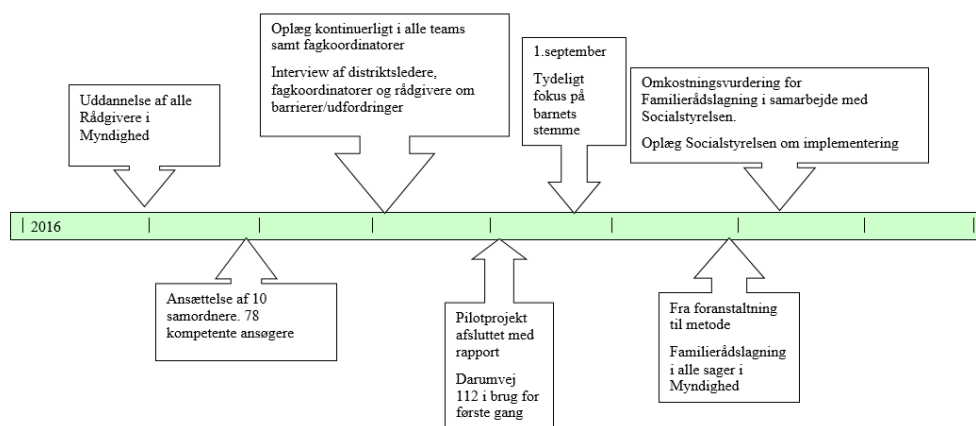 Uddannelse af alle
Rådgivere i
Myndighed
Oplæg kontinuerligt i alle teams
samt fagkoordinatorer
Interview af distriktsledere,
fagkoordinatorer og rådgivere om
barrierer/udfordringer
1.september
Tydeligt
fokus på
barnets
stemme
Omkostningsvurdering for
Familierådslagning i samarbejde med
Socialstyrelsen.
Oplæg Socialstyrelsen om implementering
2016
Ansættelse af 10
samordnere. 78
kompetente ansøgere
Pilotprojekt
afsluttet med
rapport
Darumvej
112 i brug for
første gang
Fra foranstaltning
til metode
Familierådslagning
i alle sager i
Myndighed